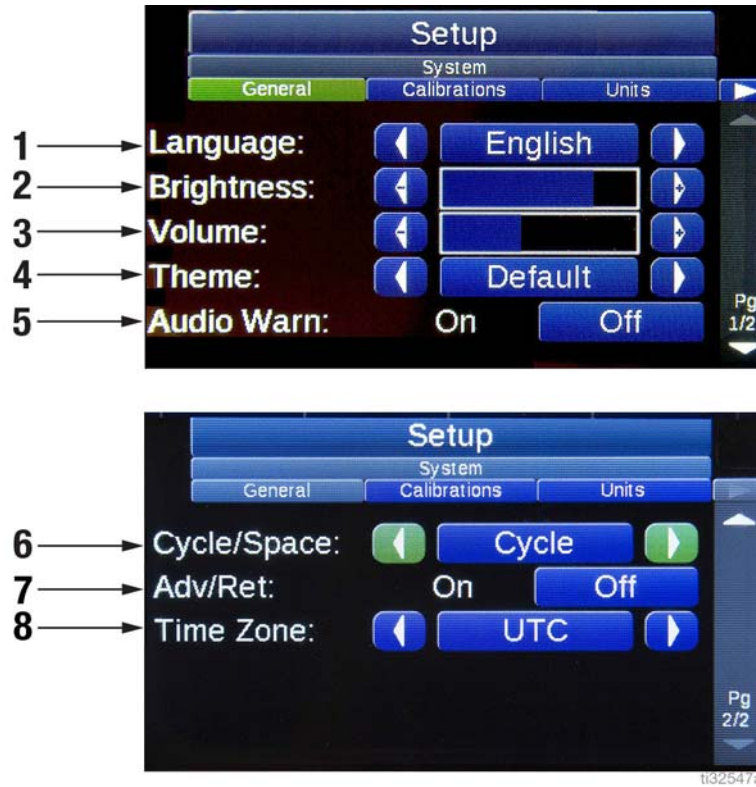 Setup
System
General Calibrations Units
1 Language: English
2 Brightness: - +
3 Volume: - +
4 Theme: Default
5 Audio Warn: On Off
Pg
1/2
Setup
System
General Calibrations Units
6 Cycle/Space: Cycle
7 Adv/Ret: On Off
8 Time Zone: UTC
Pg
2/2